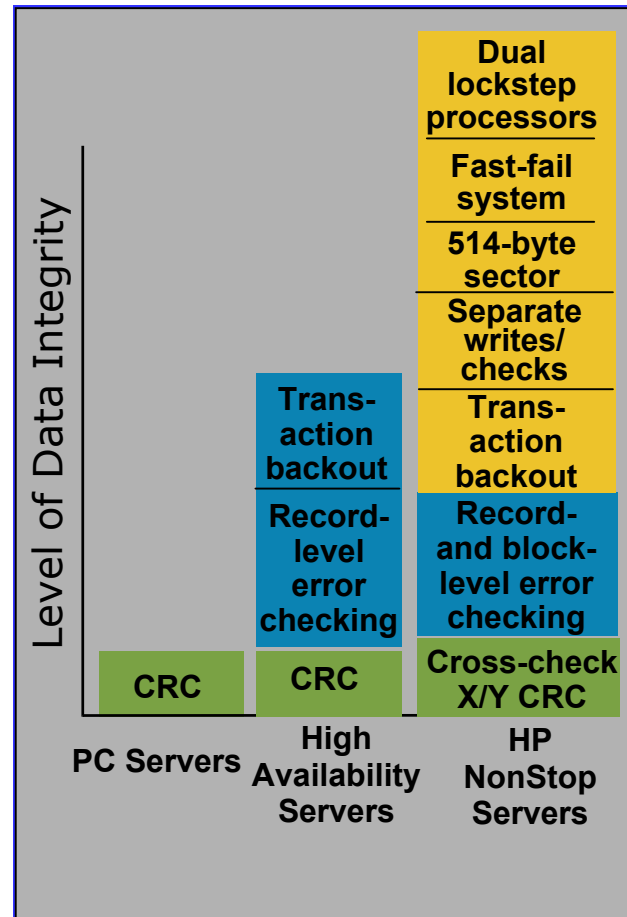 Level of Data Integrity
CRC
PC Servers
Trans-
action
backout
Record-
level
error
checking
CRC
High
Availability
Servers
Dual
lockstep
processors
Fast-fail
system
514-byte
sector
Separate
writes/
checks
Trans-
action
backout
Record-
and block-
level error
checking
Cross-check
X/Y CRC
HP
NonStop
Servers